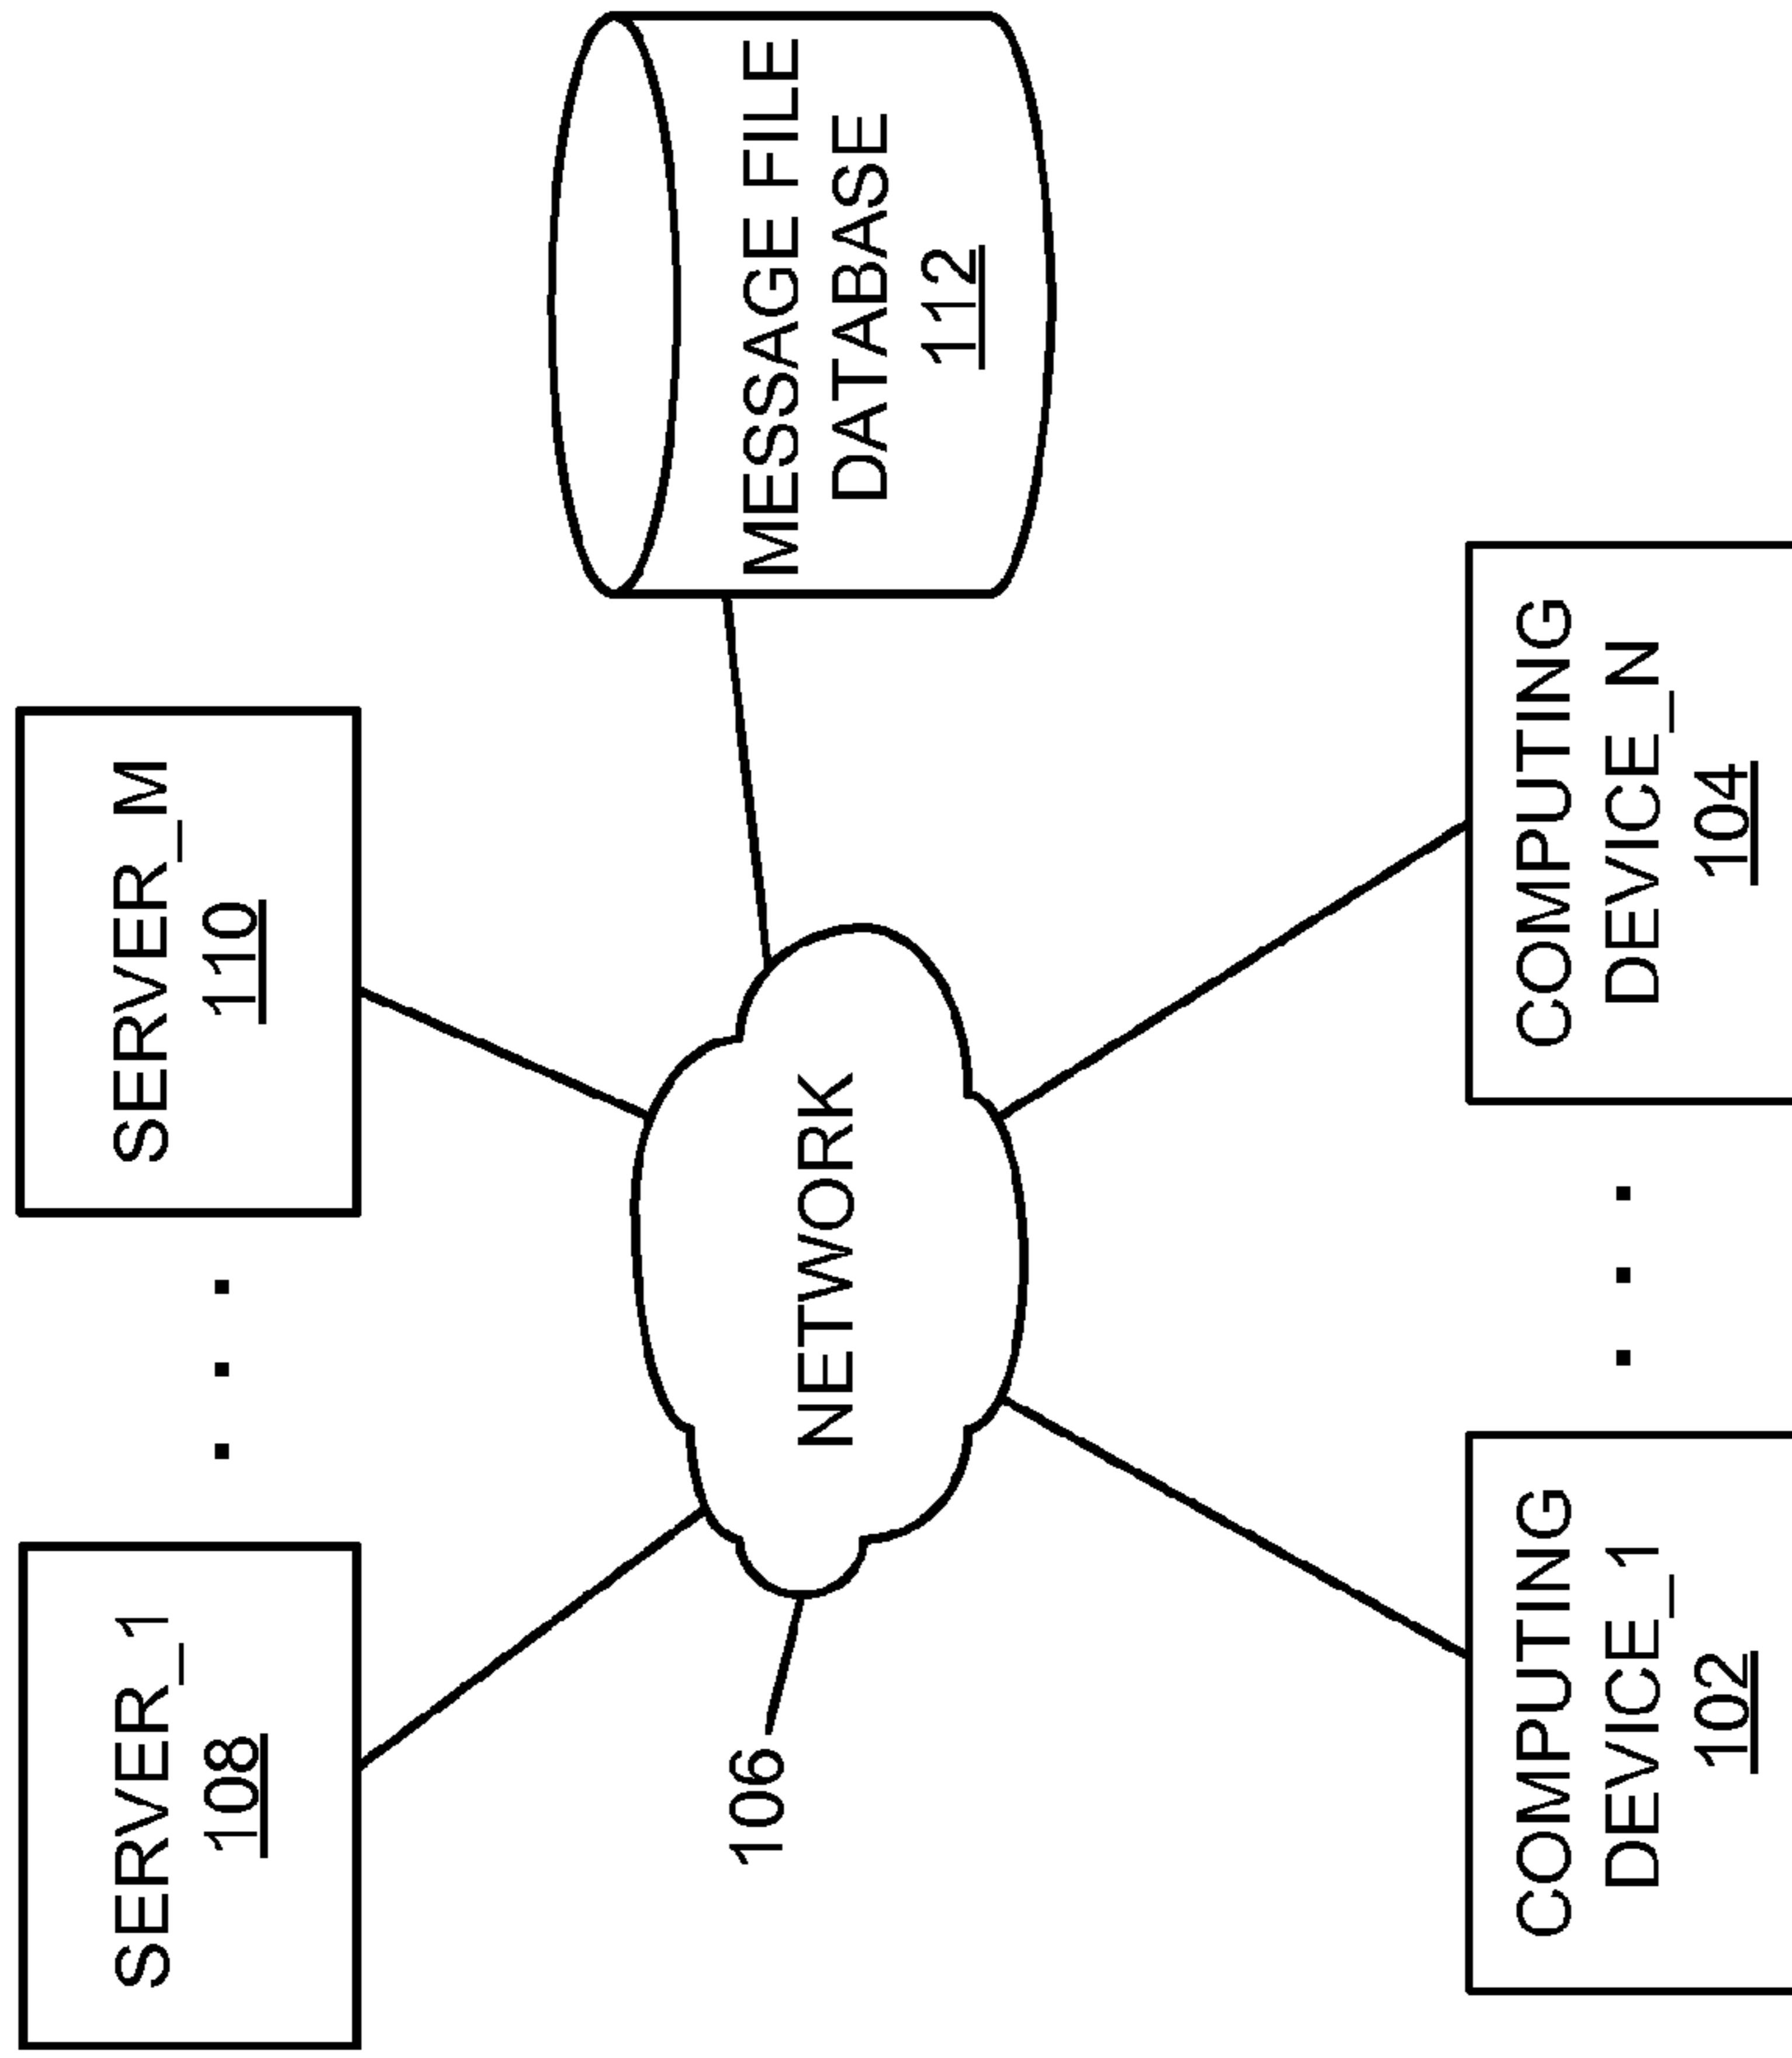 SERVER_1
108
SERVER_M
110
MESSAGE FILE
DATABASE
112
NETWORK
106
COMPUTING
DEVICE_1
102
COMPUTING
DEVICE_N
104